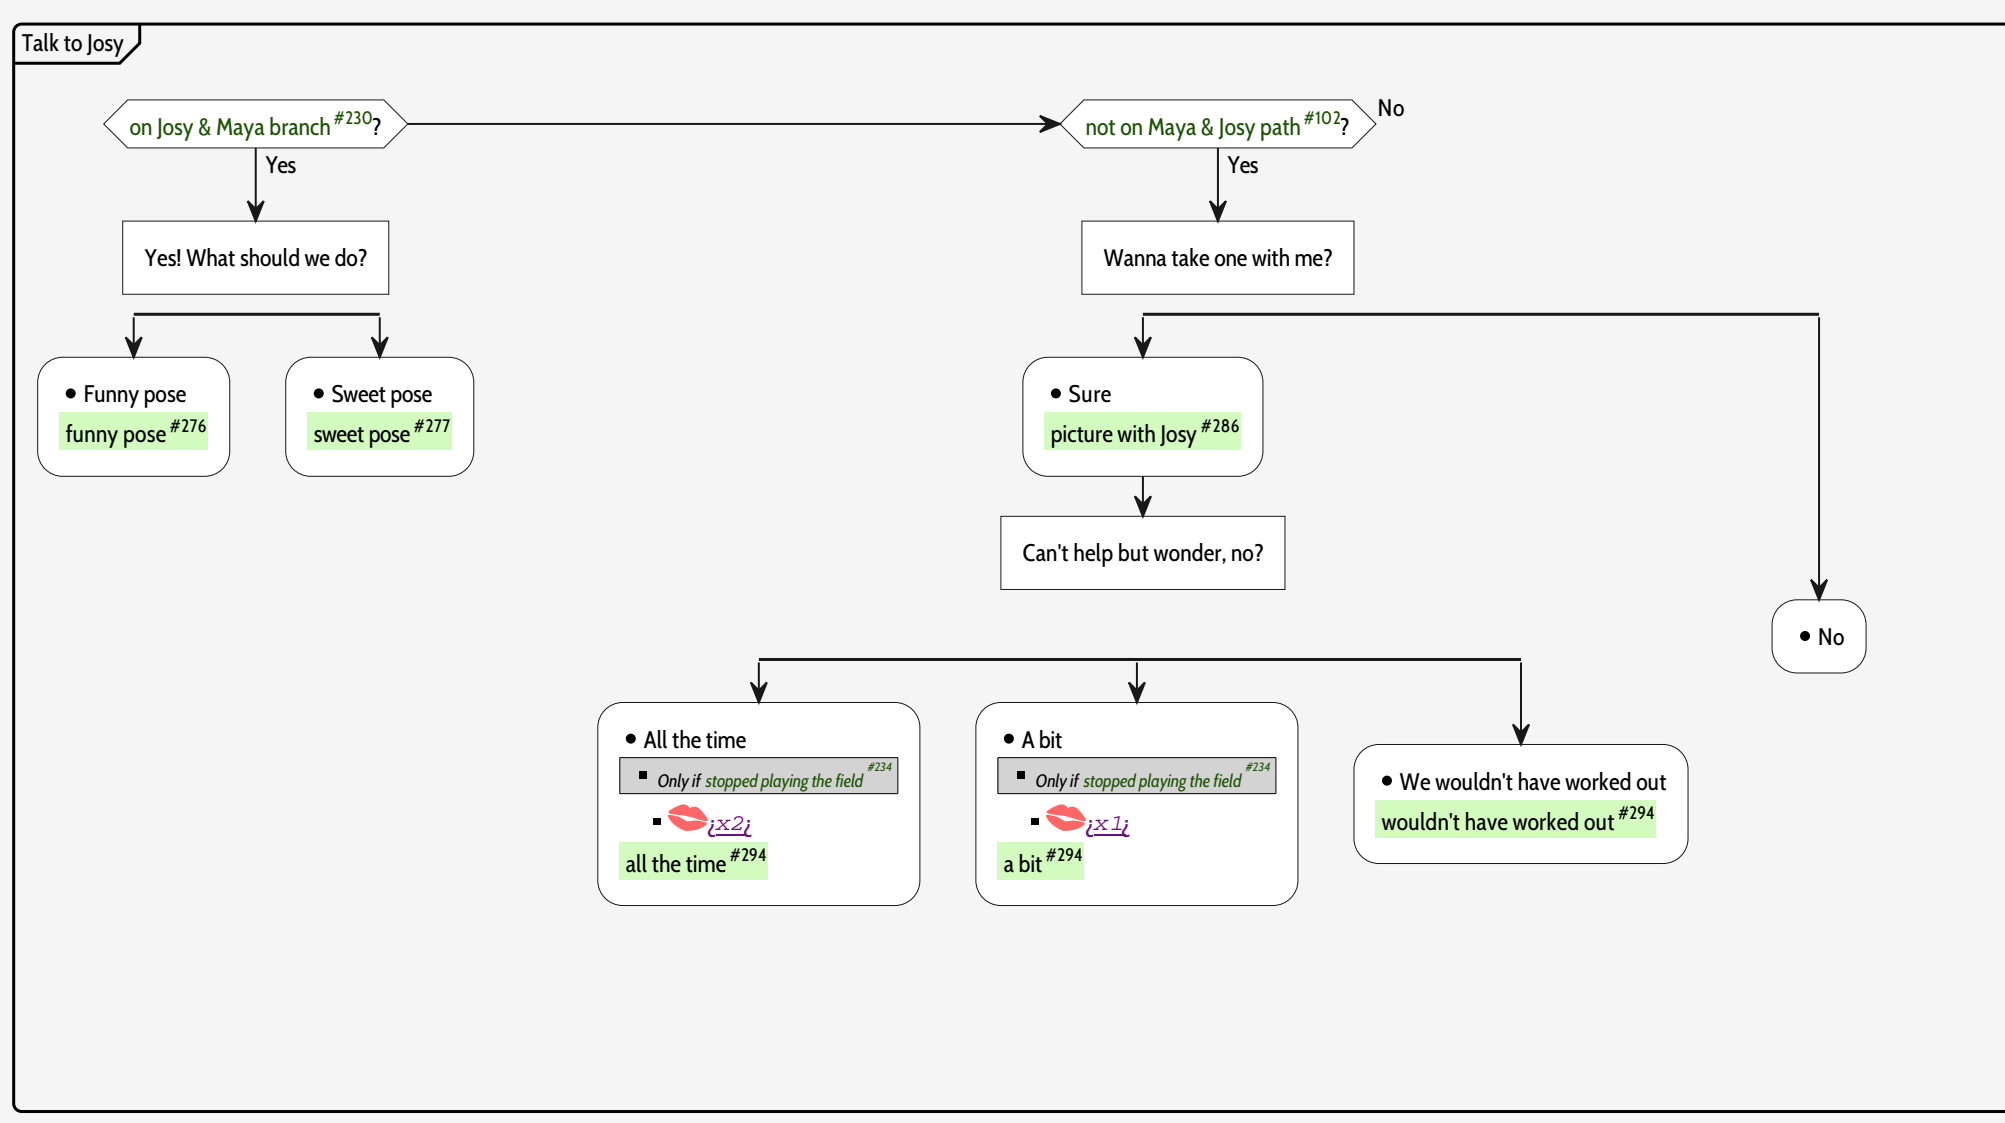 Talk to Josy
on Josy & Maya branch #230?
not on Maya & Josy path #102?
No
Yes
Yes
Yes! What should we do?
Wanna take one with me?
• Funny pose
funny pose #276
• Sweet pose
sweet pose #277
• Sure
picture with Josy #286
Can't help but wonder, no?
• No
• All the time
▪ Only if stopped playing the field #234
▪ ¿x2¿
all the time #294
• A bit
▪ Only if stopped playing the field #234
▪ ¿x1¿
a bit #294
• We wouldn't have worked out
wouldn't have worked out #294